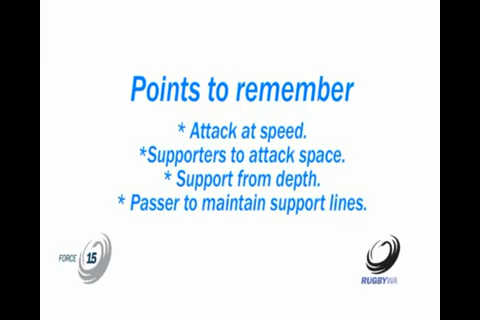 Points to remember
* Attack at speed.
*Supporters to attack space.
* Support from depth.
* Passer to maintain support lines.
FORCE 15
RUGBYWA